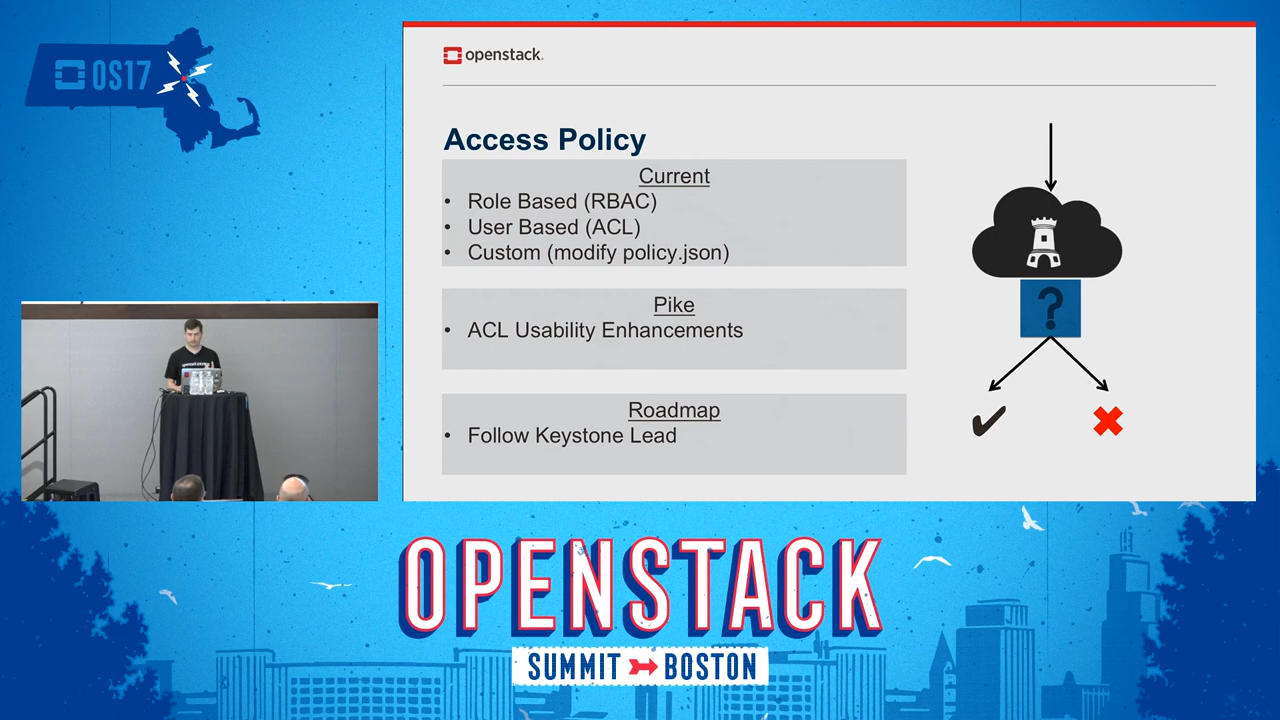 OS17
openstack.
Access Policy
Current
• Role Based (RBAC)
• User Based (ACL)
• Custom (modify policy.json)
Pike
• ACL Usability Enhancements
Roadmap
• Follow Keystone Lead
?
OPENSTACK
SUMMIT BOSTON